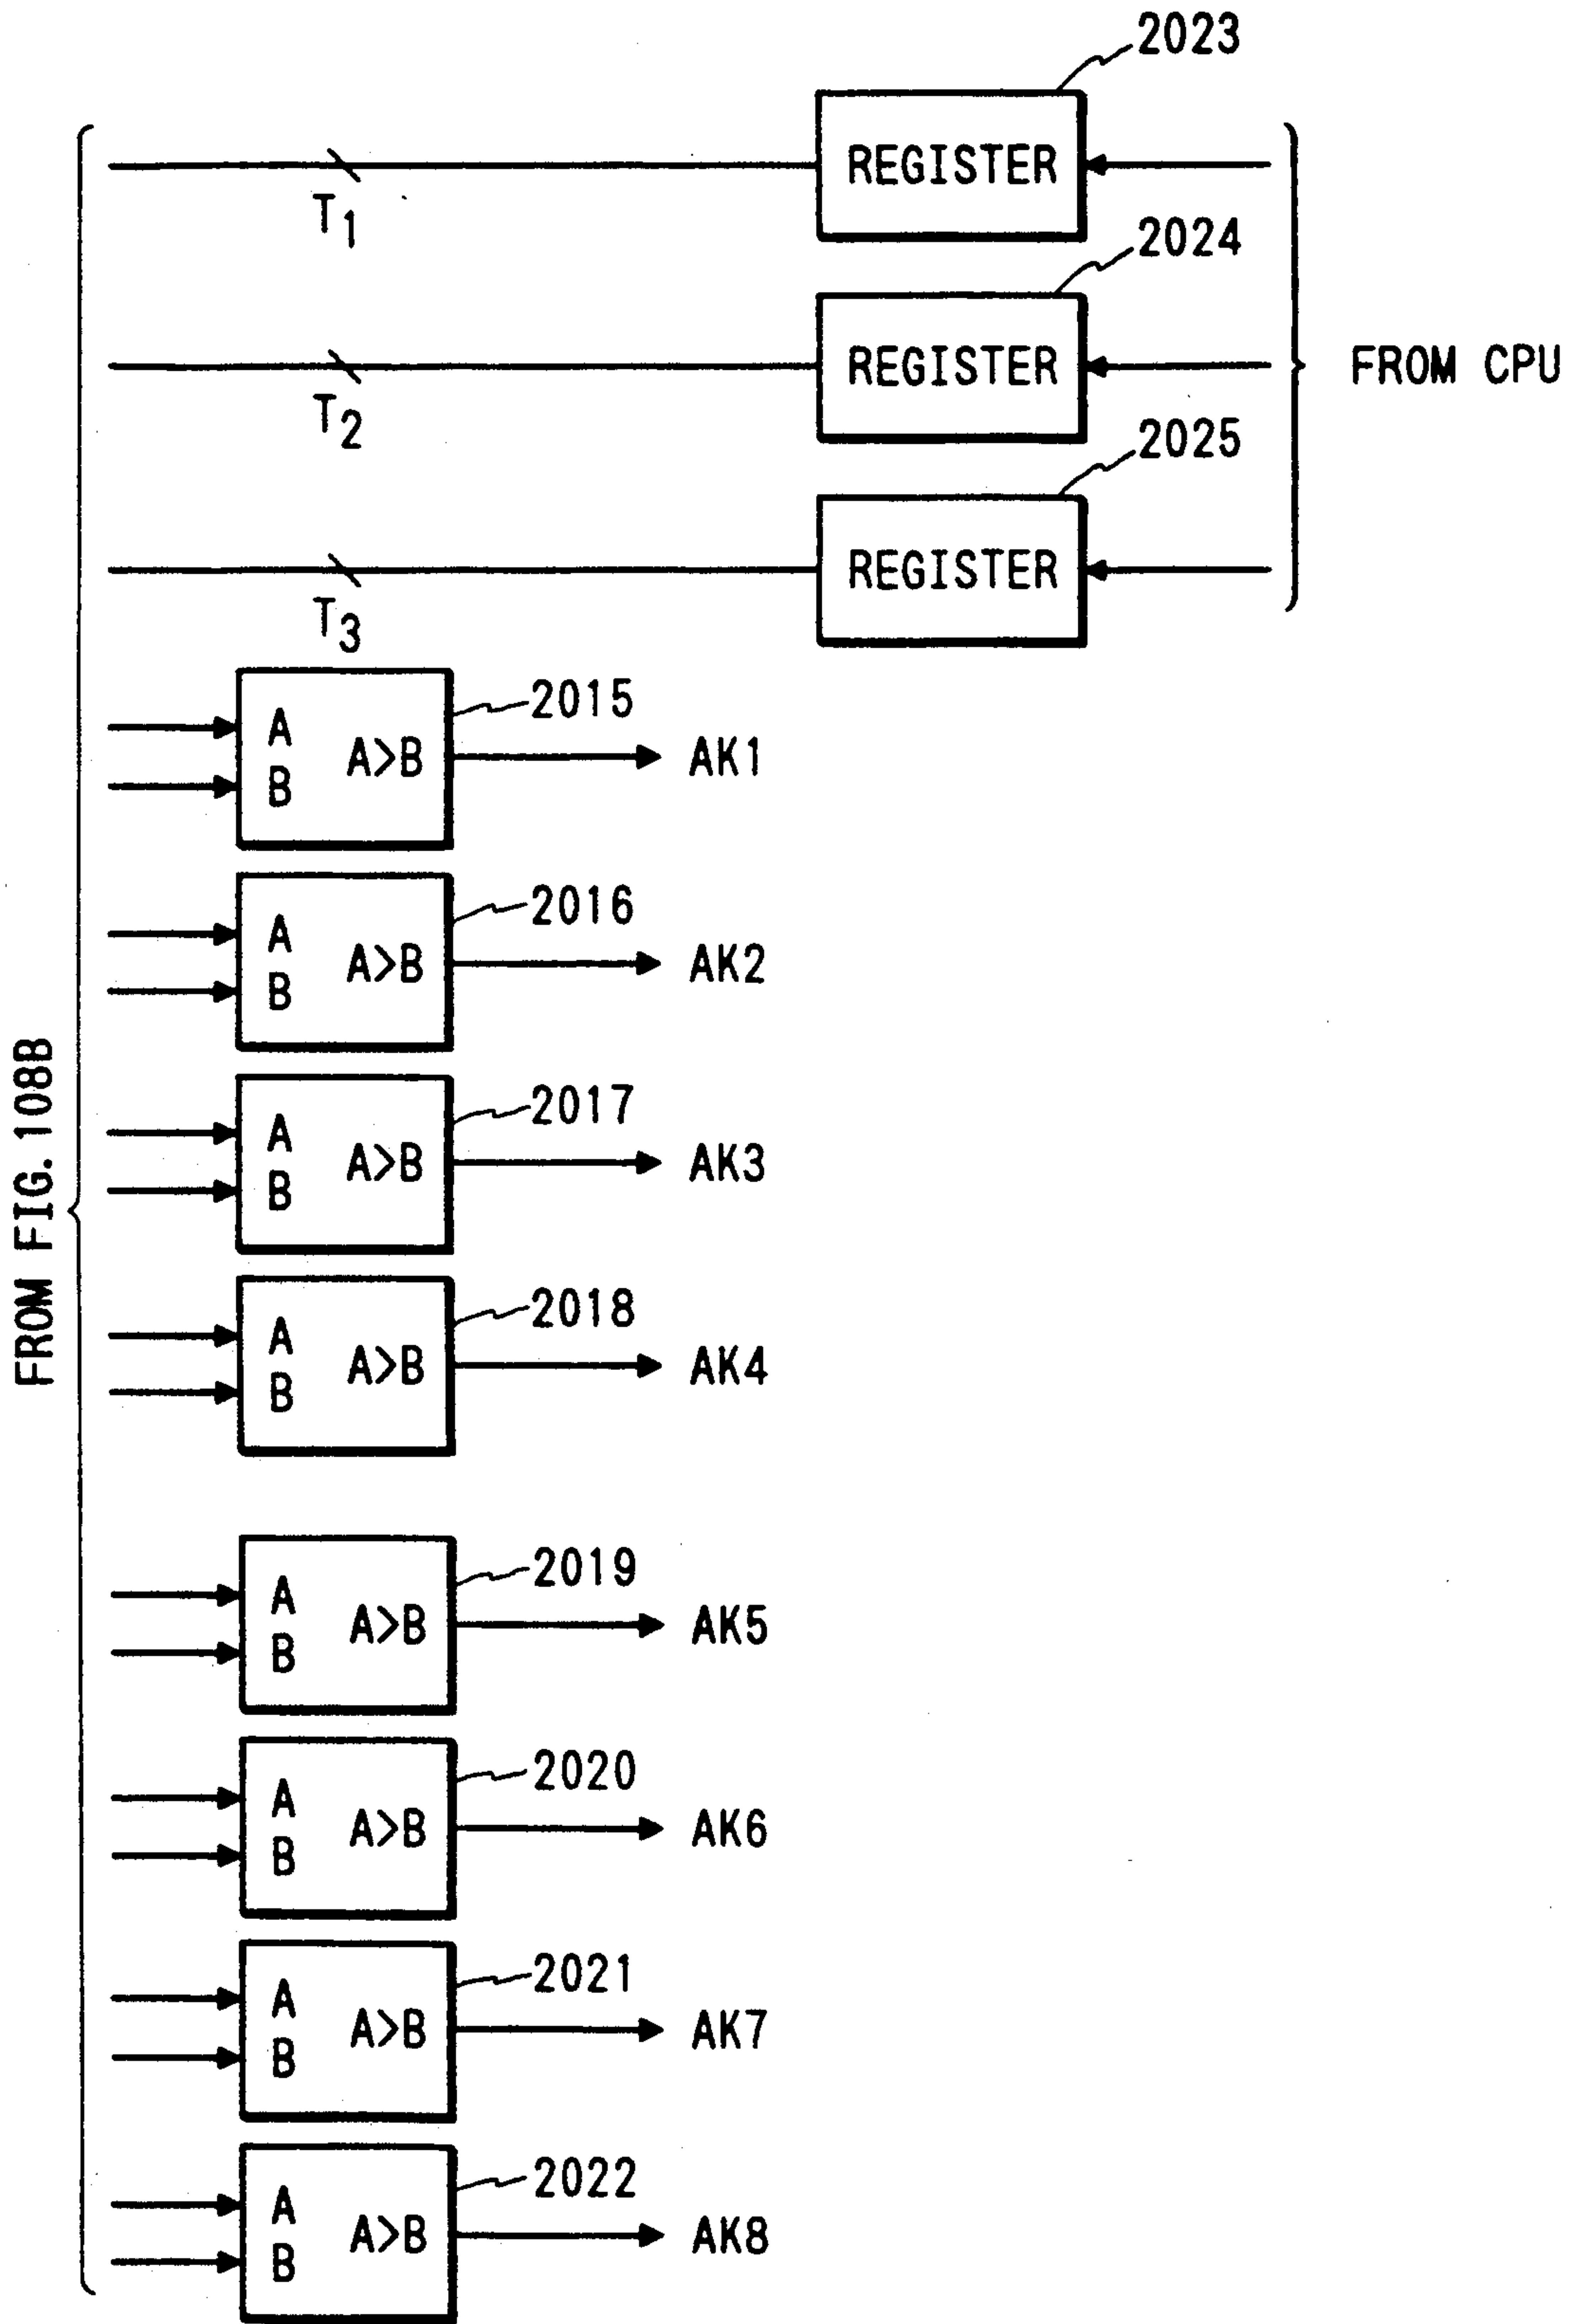 2023
REGISTER
T1
2024
REGISTER
FROM CPU
T2
2025
REGISTER
T3
2015
A
A>B
AK1
B
2016
A
A>B
AK2
B
2017
A
A>B
AK3
B
2018
A
A>B
AK4
B
FROM FIG. 108B
2019
A
A>B
AK5
B
2020
A
A>B
AK6
B
2021
A
A>B
AK7
B
2022
A
A>B
AK8
B